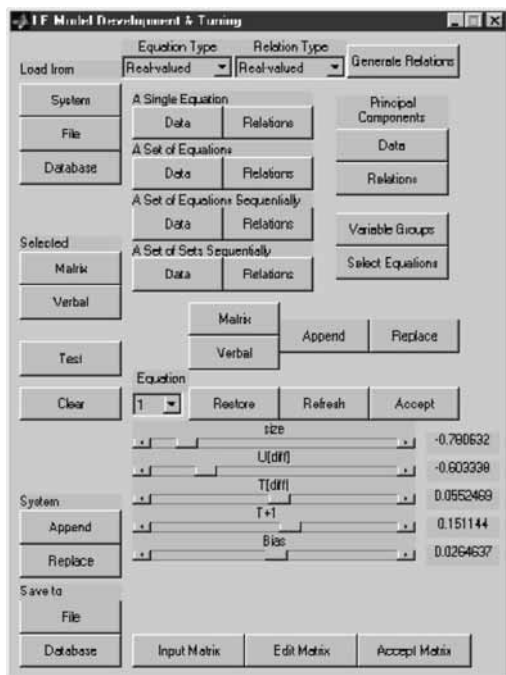 LE Model Development & Tuning
Equation Type Relation Type
Load from Real-valued Real-valued Generate Relations
System
File
Database
A Single Equation
Data Relations
A Set of Equations
Data Relations
A Set of Equations Sequentially
Data Relations
A Set of Sets Sequentially
Data Relations
Principal
Components
Data
Relations
Variable Groups
Select Equations
Selected
Matrix
Verbal
Test
Clear
Matrix
Verbal
Append Replace
Equation
1 Restore Refresh Accept
size
-0.780632
U[diff]
-0.603338
T[diff]
0.0552469
T+1
0.151144
Bias
0.0264637
System
Append
Replace
Save to
File
Database
Input Matrix Edit Matrix Accept Matrix